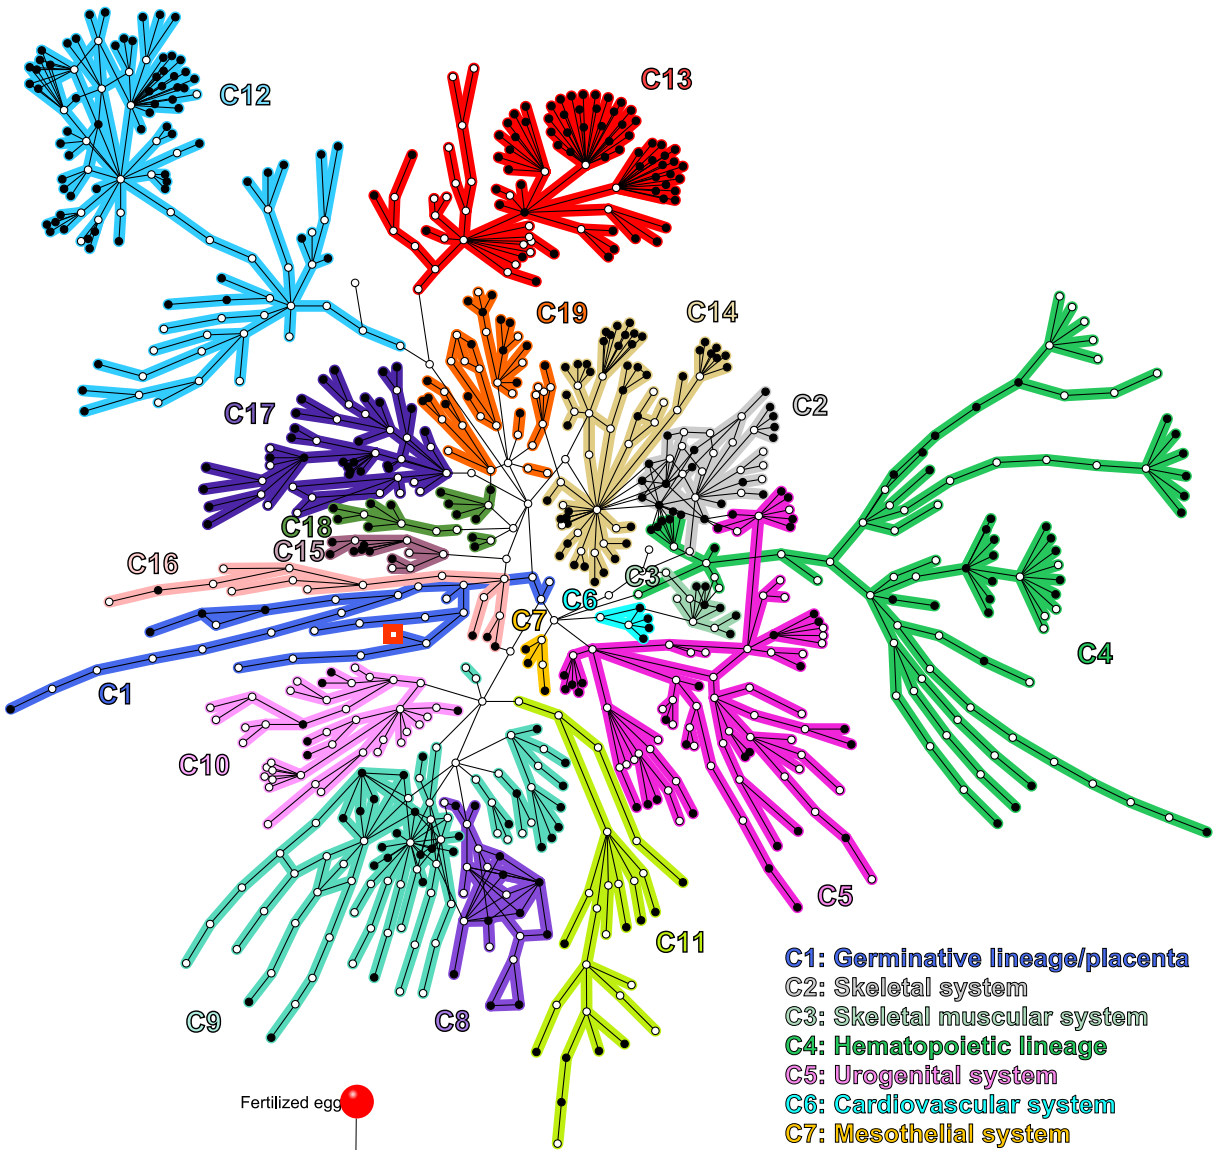 C13
C12
C19
C14
C2
C17
C18
C15
C16
C3
C6
C7
C4
C1
C10
C5
C11
C9
C8
C1: Germinative lineage/placenta
C2: Skeletal system
C3: Skeletal muscular system
C4: Hematopoietic lineage
C5: Urogenital system
C6: Cardiovascular system
C7: Mesothelial system
Fertilized egg